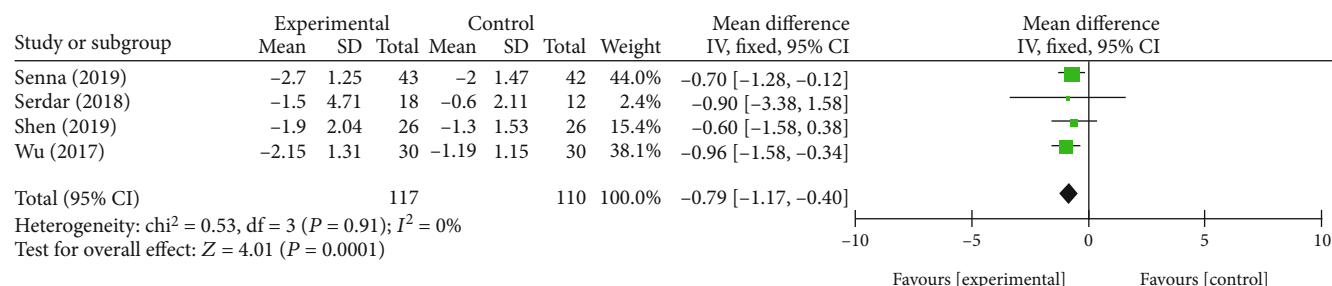 Experimental Control Mean difference Mean difference
Study or subgroup Mean SD Total Mean SD Total Weight IV, fixed, 95% CI IV, fixed, 95% CI
Senna (2019) –2.7 1.25 43 –2 1.47 42 44.0% –0.70 [–1.28, –0.12]
Serdar (2018) –1.5 4.71 18 –0.6 2.11 12 2.4% –0.90 [–3.38, 1.58]
Shen (2019) –1.9 2.04 26 –1.3 1.53 26 15.4% –0.60 [–1.58, 0.38]
Wu (2017) –2.15 1.31 30 –1.19 1.15 30 38.1% –0.96 [–1.58, –0.34]
Total (95% CI) 117 110 100.0% –0.79 [–1.17, –0.40]
Heterogeneity: chi² = 0.53, df = 3 (P = 0.91); I² = 0%
Test for overall effect: Z = 4.01 (P = 0.0001)
–10 –5 0 5 10
Favours [experimental] Favours [control]